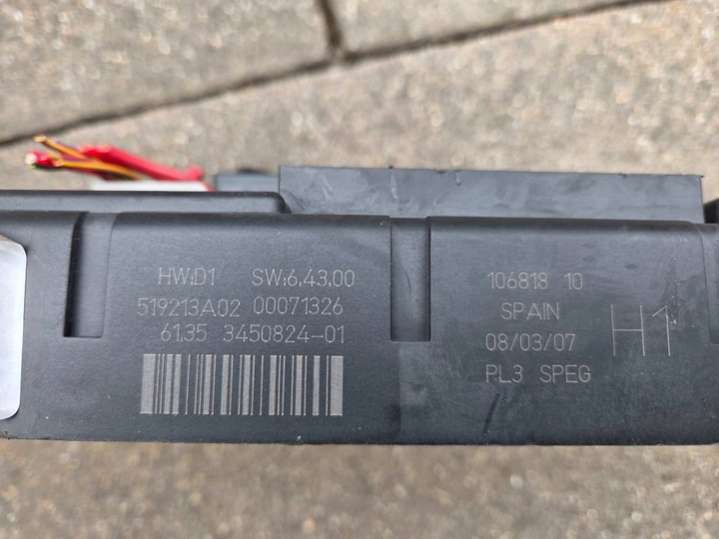 HW:D1 SW:6.43.00
519213A02 00071326
61.35 3450824-01
106818 10
SPAIN
08/03/07
PL3 SPEG
H1